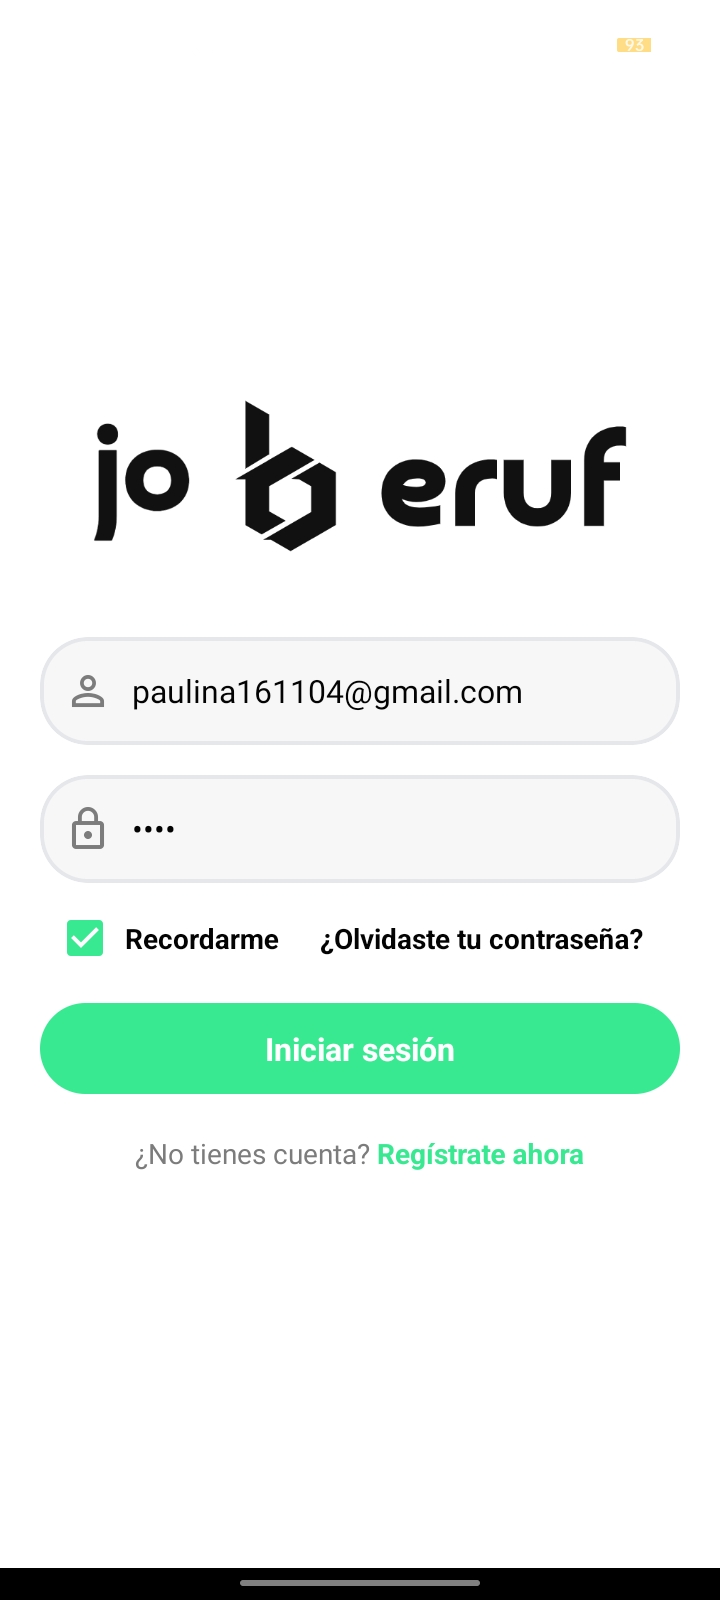 93
jo b eruf
paulina161104@gmail.com
••••
Recordarme ¿Olvidaste tu contraseña?
Iniciar sesión
¿No tienes cuenta? Regístrate ahora